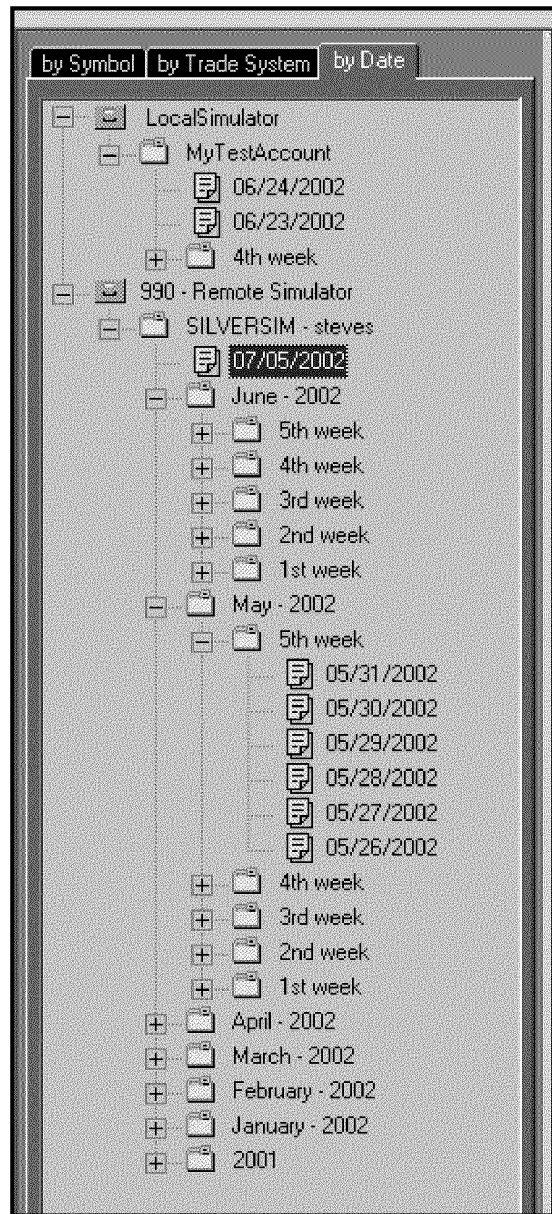 by Symbol by Trade System by Date
LocalSimulator
MyTestAccount
06/24/2002
06/23/2002
4th week
990 - Remote Simulator
SILVERSIM - steves
07/05/2002
June - 2002
5th week
4th week
3rd week
2nd week
1st week
May - 2002
5th week
05/31/2002
05/30/2002
05/29/2002
05/28/2002
05/27/2002
05/26/2002
4th week
3rd week
2nd week
1st week
April - 2002
March - 2002
February - 2002
January - 2002
2001